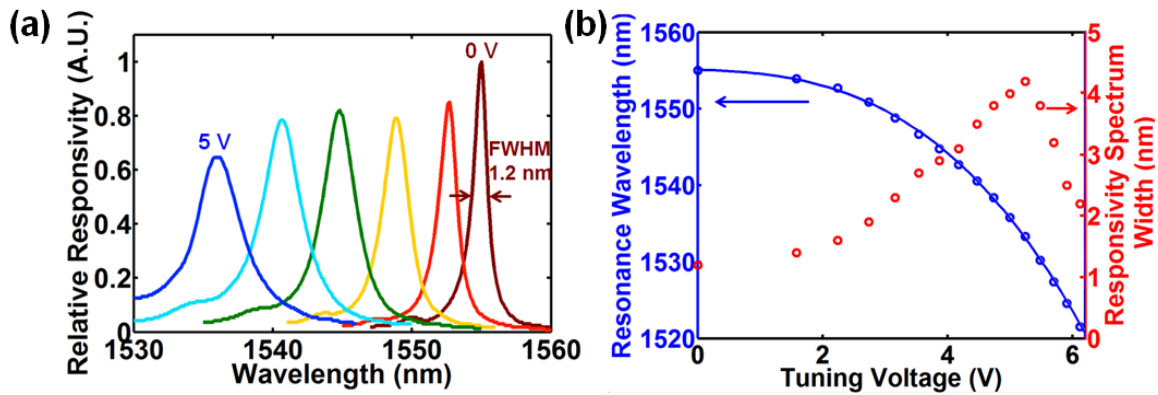 (a)
Relative Responsivity (A.U.)
1
0.8
0.6
0.4
0.2
0
5 V
0 V
FWHM
1.2 nm
1530
1540
1550
1560
Wavelength (nm)
(b)
Resonance Wavelength (nm)
1560
1550
1540
1530
1520
0
2
4
6
Tuning Voltage (V)
5
4
3
2
1
0
Responsivity Spectrum
Width (nm)